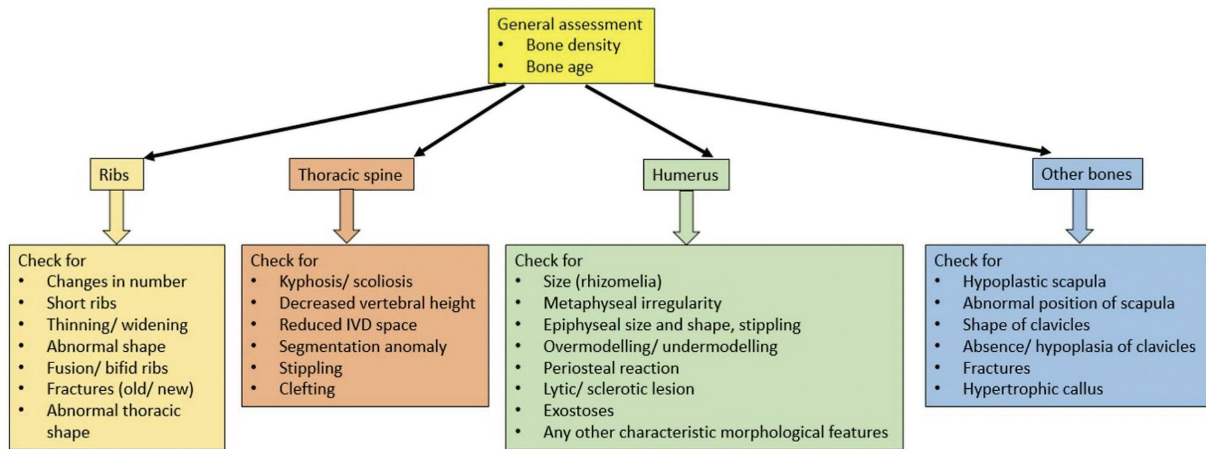 General assessment
• Bone density
• Bone age
Ribs
Thoracic spine
Humerus
Other bones
Check for
• Changes in number
• Short ribs
• Thinning/ widening
• Abnormal shape
• Fusion/ bifid ribs
• Fractures (old/ new)
• Abnormal thoracic
shape
Check for
• Kyphosis/ scoliosis
• Decreased vertebral height
• Reduced IVD space
• Segmentation anomaly
• Stippling
• Clefting
Check for
• Size (rhizomelia)
• Metaphyseal irregularity
• Epiphyseal size and shape, stippling
• Overmodelling/ undermodelling
• Periosteal reaction
• Lytic/ sclerotic lesion
• Exostoses
• Any other characteristic morphological features
Check for
• Hypoplastic scapula
• Abnormal position of scapula
• Shape of clavicles
• Absence/ hypoplasia of clavicles
• Fractures
• Hypertrophic callus